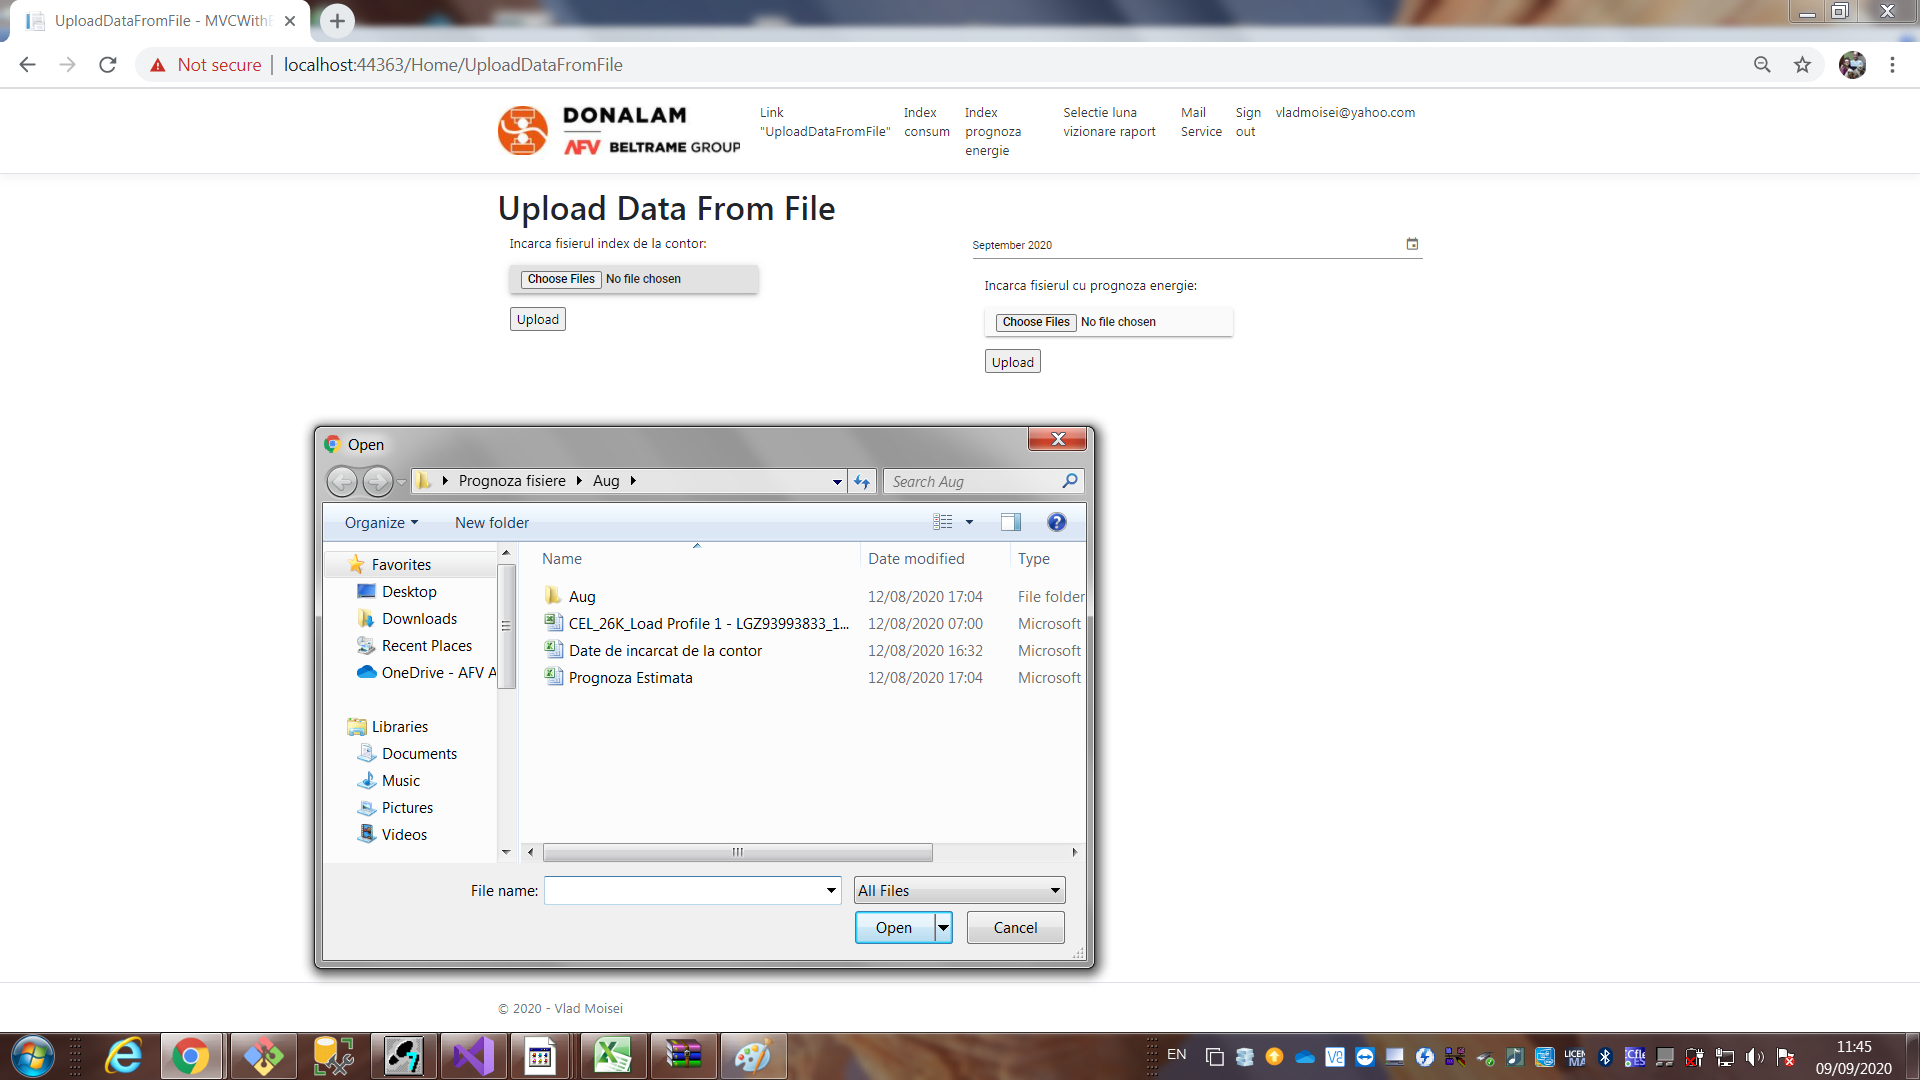 UploadDataFromFile - MVCWithB
Not secure | localhost:44363/Home/UploadDataFromFile
DONALAM
AFV BELTRAME GROUP
Link "UploadDataFromFile"
Index consum
Index prognoza energie
Selectie luna vizionare raport
Mail Service
Sign out
vladmoisei@yahoo.com
Upload Data From File
Incarca fisierul index de la contor:
Choose Files No file chosen
Upload
September 2020
Incarca fisierul cu prognoza energie:
Choose Files No file chosen
Upload
Open
Prognoza fisiere Aug
Search Aug
Organize New folder
Name Date modified Type
Favorites
Desktop
Downloads
Recent Places
OneDrive - AFV A
Libraries
Documents
Music
Pictures
Videos
Aug 12/08/2020 17:04 File folder
CEL_26K_Load Profile 1 - LGZ93993833_1... 12/08/2020 07:00 Microsoft
Date de incarcat de la contor 12/08/2020 16:32 Microsoft
Prognoza Estimata 12/08/2020 17:04 Microsoft
File name: All Files
Open Cancel
© 2020 - Vlad Moisei
EN
11:45
09/09/2020